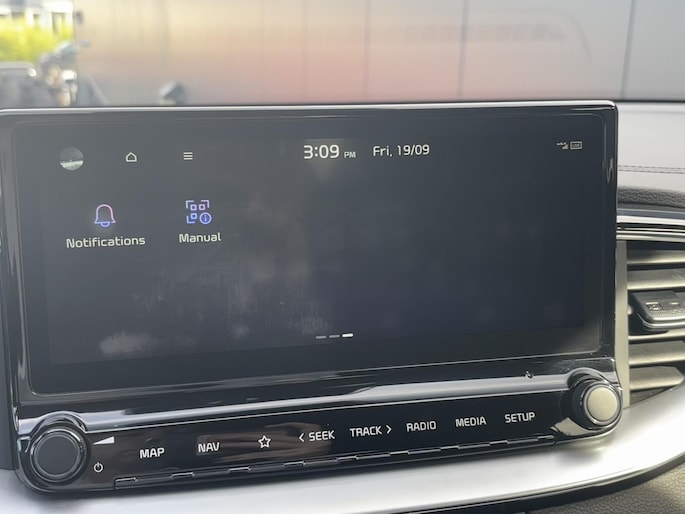 3:09 PM Fri, 19/09
Notifications Manual
MAP NAV < SEEK TRACK > RADIO MEDIA SETUP